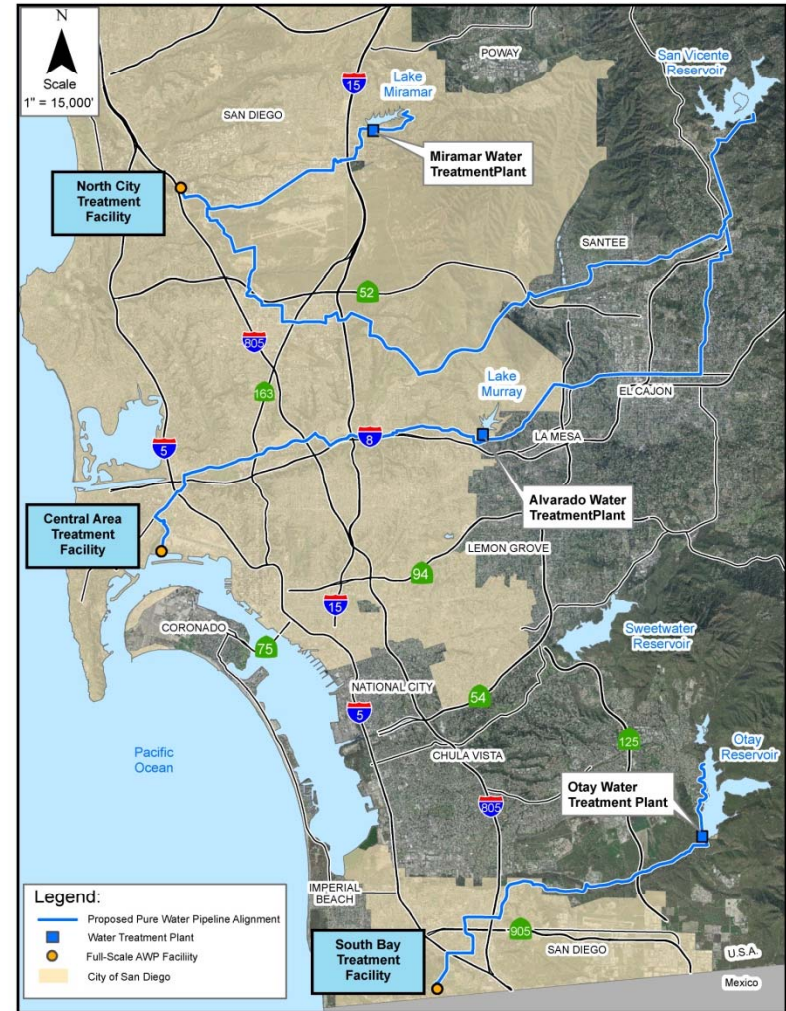 N
Scale
1" = 15,000'
POWAY
San Vicente
Reservoir
15
Lake
Miramar
SAN DIEGO
Miramar Water
TreatmentPlant
North City
Treatment
Facility
SANTEE
52
805
163
Lake
Murray
EL CAJON
5
8
LA MESA
Alvarado Water
TreatmentPlant
Central Area
Treatment
Facility
LEMON GROVE
94
15
CORONADO
75
Sweetwater
Reservoir
NATIONAL CITY
54
5
125
Otay
Reservoir
Pacific
Ocean
CHULA VISTA
Otay Water
Treatment Plant
805
IMPERIAL
BEACH
Legend:
Proposed Pure Water Pipeline Alignment
Water Treatment Plant
Full-Scale AWP Faciliity
City of San Diego
South Bay
Treatment
Facility
905
SAN DIEGO
U.S.A.
Mexico